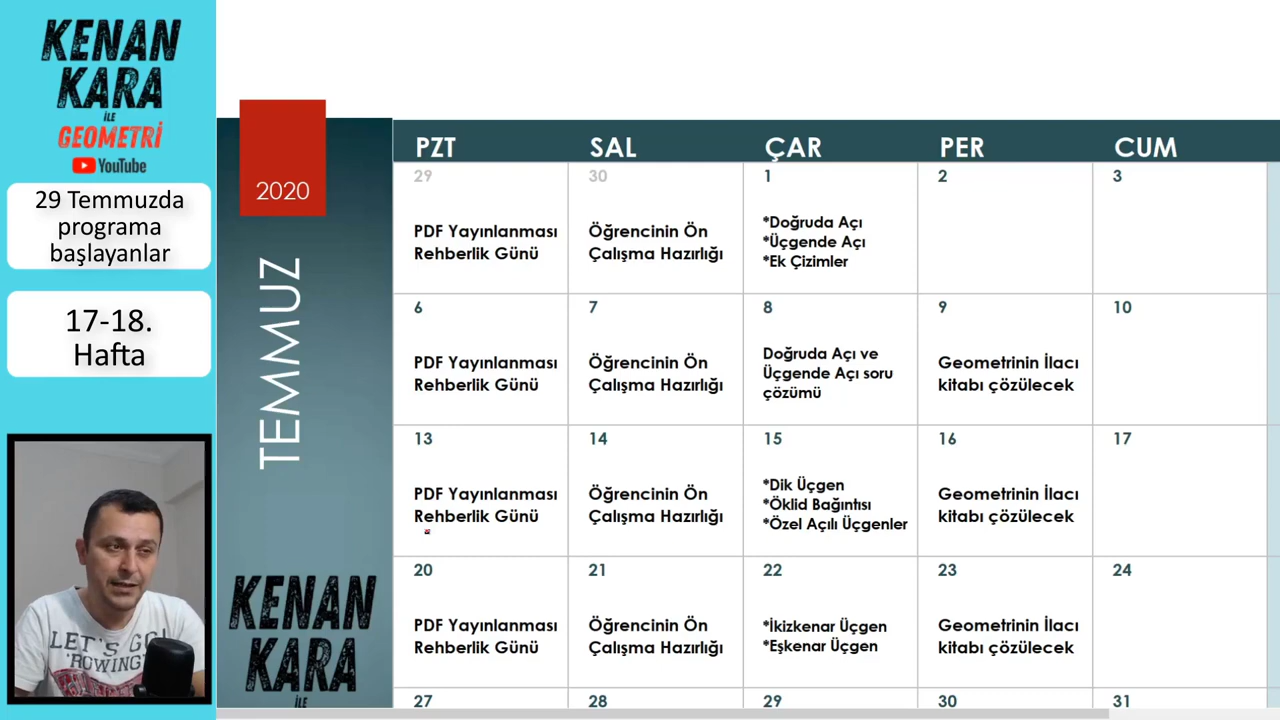 KENAN
KARA
İLE
GEOMETRİ
YouTube
29 Temmuzda
programa
başlayanlar
17-18.
Hafta
LET'S GO!
ROWING
2020
TEMMUZ
KENAN
KARA
İLE
PZT SAL ÇAR PER CUM
29 30 1 2 3
PDF Yayınlanması
Rehberlik Günü
Öğrencinin Ön
Çalışma Hazırlığı
*Doğruda Açı
*Üçgende Açı
*Ek Çizimler
6 7 8 9 10
PDF Yayınlanması
Rehberlik Günü
Öğrencinin Ön
Çalışma Hazırlığı
Doğruda Açı ve
Üçgende Açı soru
çözümü
Geometrinin İlacı
kitabı çözülecek
13 14 15 16 17
PDF Yayınlanması
Rehberlik Günü
Öğrencinin Ön
Çalışma Hazırlığı
*Dik Üçgen
*Öklid Bağıntısı
*Özel Açılı Üçgenler
Geometrinin İlacı
kitabı çözülecek
20 21 22 23 24
PDF Yayınlanması
Rehberlik Günü
Öğrencinin Ön
Çalışma Hazırlığı
*İkizkenar Üçgen
*Eşkenar Üçgen
Geometrinin İlacı
kitabı çözülecek
27 28 29 30 31